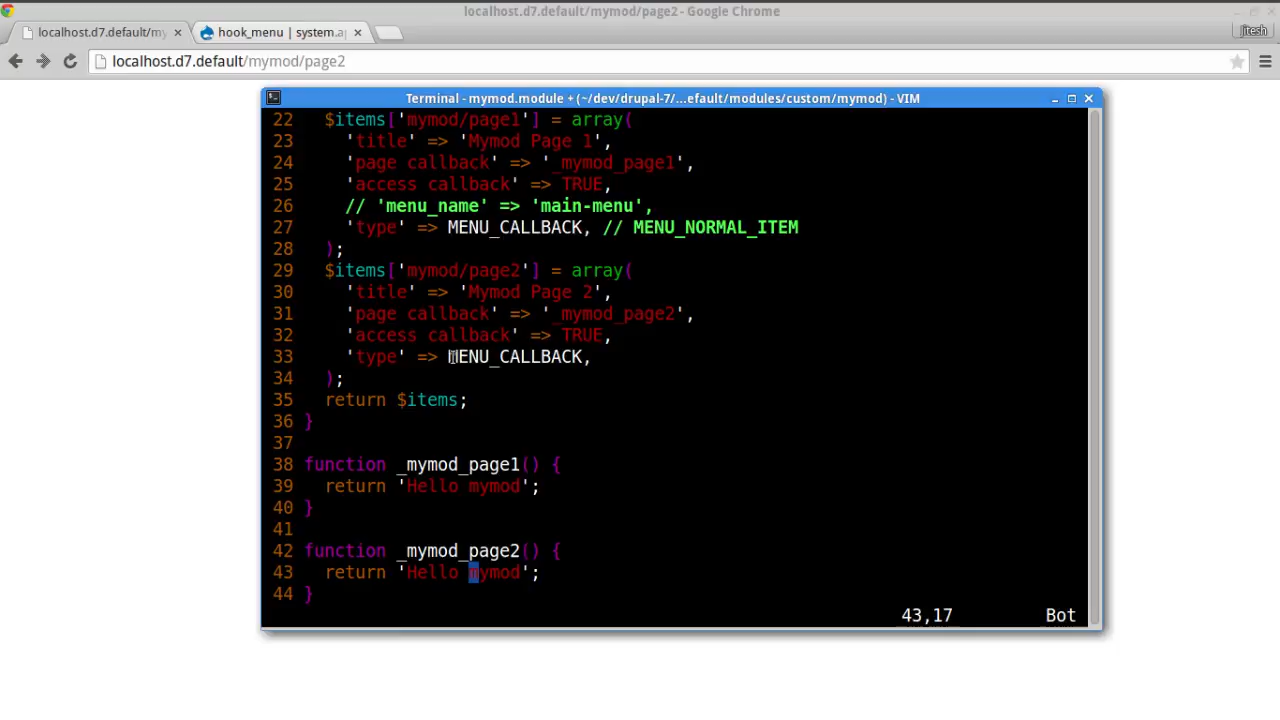 localhost.d7.default/mymod/page2 - Google Chrome
localhost.d7.default/my
hook_menu | system.a
jitesh
localhost.d7.default/mymod/page2
Terminal - mymod.module + (~/dev/drupal-7/...efault/modules/custom/mymod) - VIM
22 $items['mymod/page1'] = array(
23 'title' => 'Mymod Page 1',
24 'page callback' => '_mymod_page1',
25 'access callback' => TRUE,
26 // 'menu_name' => 'main-menu',
27 'type' => MENU_CALLBACK, // MENU_NORMAL_ITEM
28 );
29 $items['mymod/page2'] = array(
30 'title' => 'Mymod Page 2',
31 'page callback' => '_mymod_page2',
32 'access callback' => TRUE,
33 'type' => MENU_CALLBACK,
34 );
35 return $items;
36 }
37
38 function _mymod_page1() {
39 return 'Hello mymod';
40 }
41
42 function _mymod_page2() {
43 return 'Hello mymod';
44 }
43,17 Bot